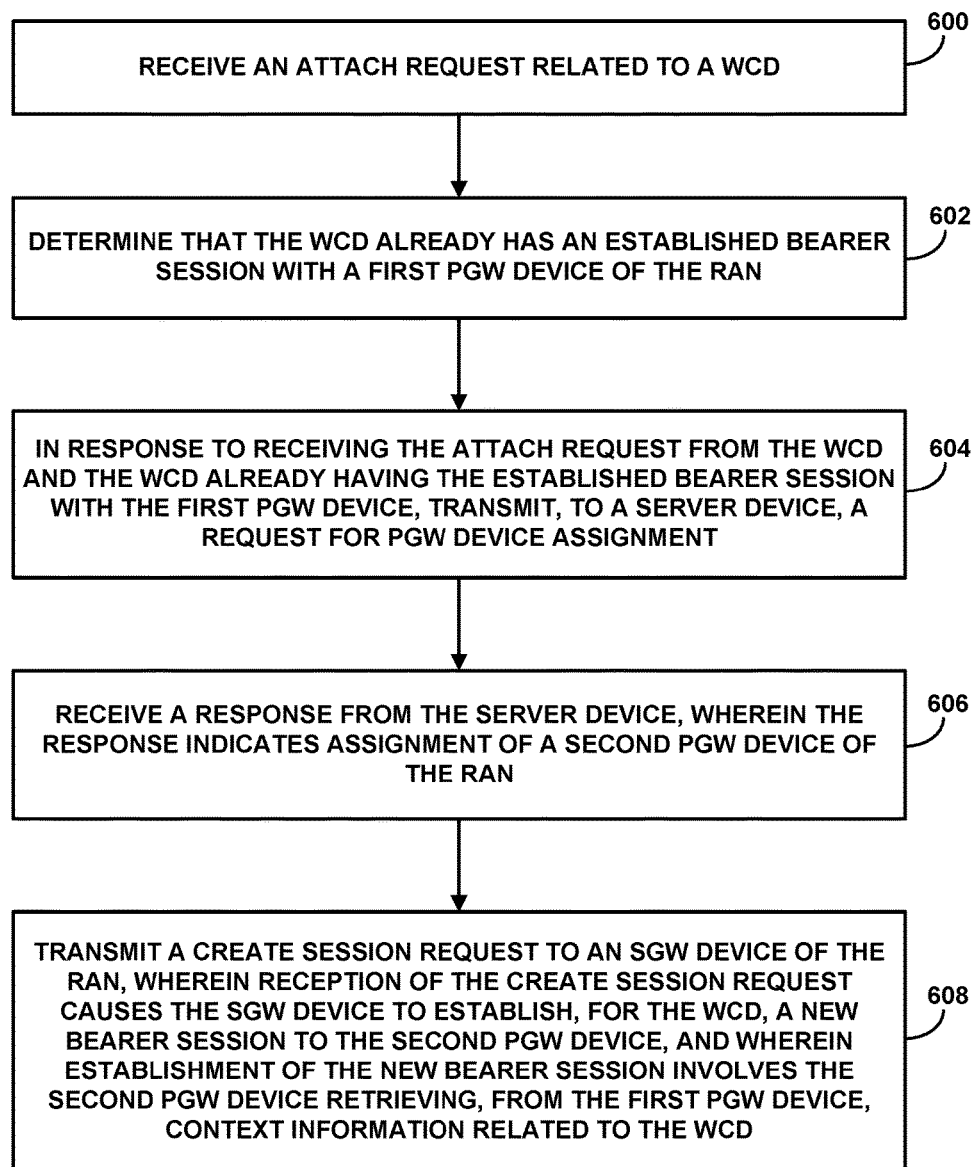 600
RECEIVE AN ATTACH REQUEST RELATED TO A WCD
602
DETERMINE THAT THE WCD ALREADY HAS AN ESTABLISHED BEARER
SESSION WITH A FIRST PGW DEVICE OF THE RAN
604
IN RESPONSE TO RECEIVING THE ATTACH REQUEST FROM THE WCD
AND THE WCD ALREADY HAVING THE ESTABLISHED BEARER SESSION
WITH THE FIRST PGW DEVICE, TRANSMIT, TO A SERVER DEVICE, A
REQUEST FOR PGW DEVICE ASSIGNMENT
606
RECEIVE A RESPONSE FROM THE SERVER DEVICE, WHEREIN THE
RESPONSE INDICATES ASSIGNMENT OF A SECOND PGW DEVICE OF
THE RAN
608
TRANSMIT A CREATE SESSION REQUEST TO AN SGW DEVICE OF THE
RAN, WHEREIN RECEPTION OF THE CREATE SESSION REQUEST
CAUSES THE SGW DEVICE TO ESTABLISH, FOR THE WCD, A NEW
BEARER SESSION TO THE SECOND PGW DEVICE, AND WHEREIN
ESTABLISHMENT OF THE NEW BEARER SESSION INVOLVES THE
SECOND PGW DEVICE RETRIEVING, FROM THE FIRST PGW DEVICE,
CONTEXT INFORMATION RELATED TO THE WCD